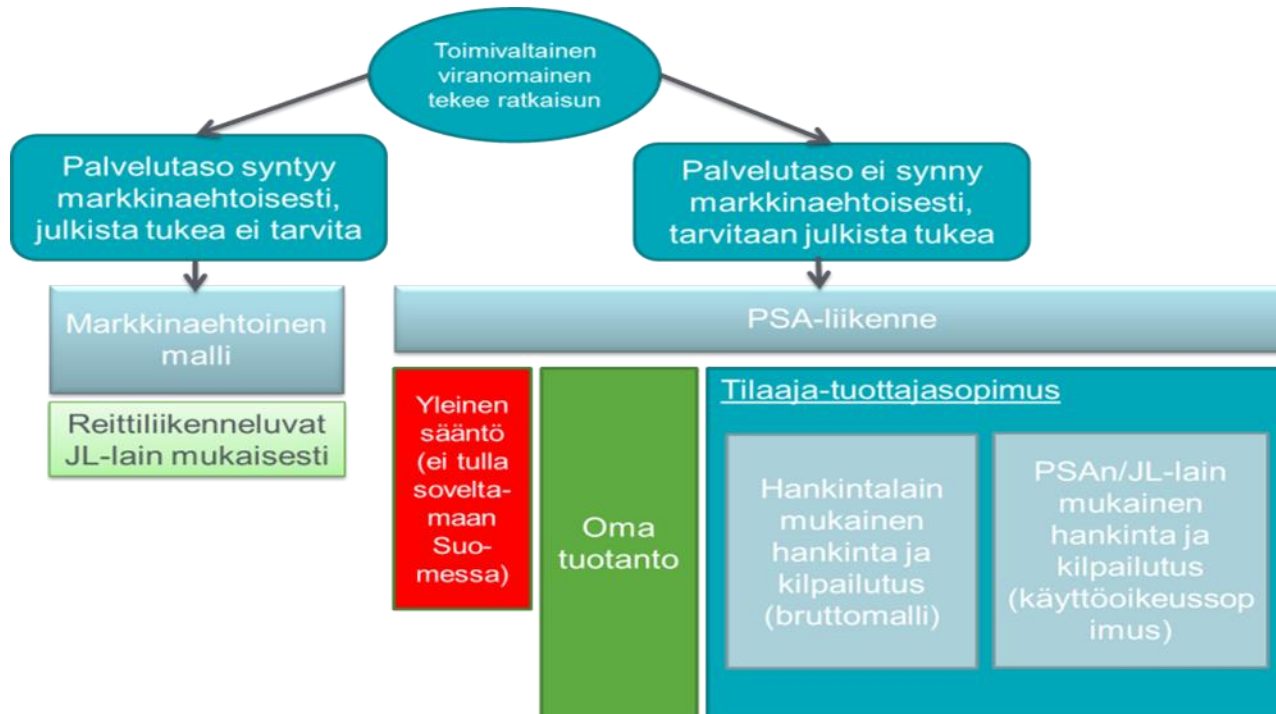 Toimivaltainen
viranomainen
tekee ratkaisun
Palvelutaso syntyy
markkinaehtoisesti,
julkista tukea ei tarvita
Palvelutaso ei synny
markkinaehtoisesti,
tarvitaan julkista tukea
Markkinaehtoinen
malli
PSA-liikenne
Reittiliikenneluvat
JL-lain mukaisesti
Yleinen
sääntö
(ei tulla
sovelta-
maan
Suo-
messa)
Oma
tuotanto
Tilaaja-tuottajasopimus
Hankintalain
mukainen
hankinta ja
kilpailutus
(bruttomalli)
PSAn/JL-lain
mukainen
hankinta ja
kilpailutus
(käyttöoikeussop
imus)